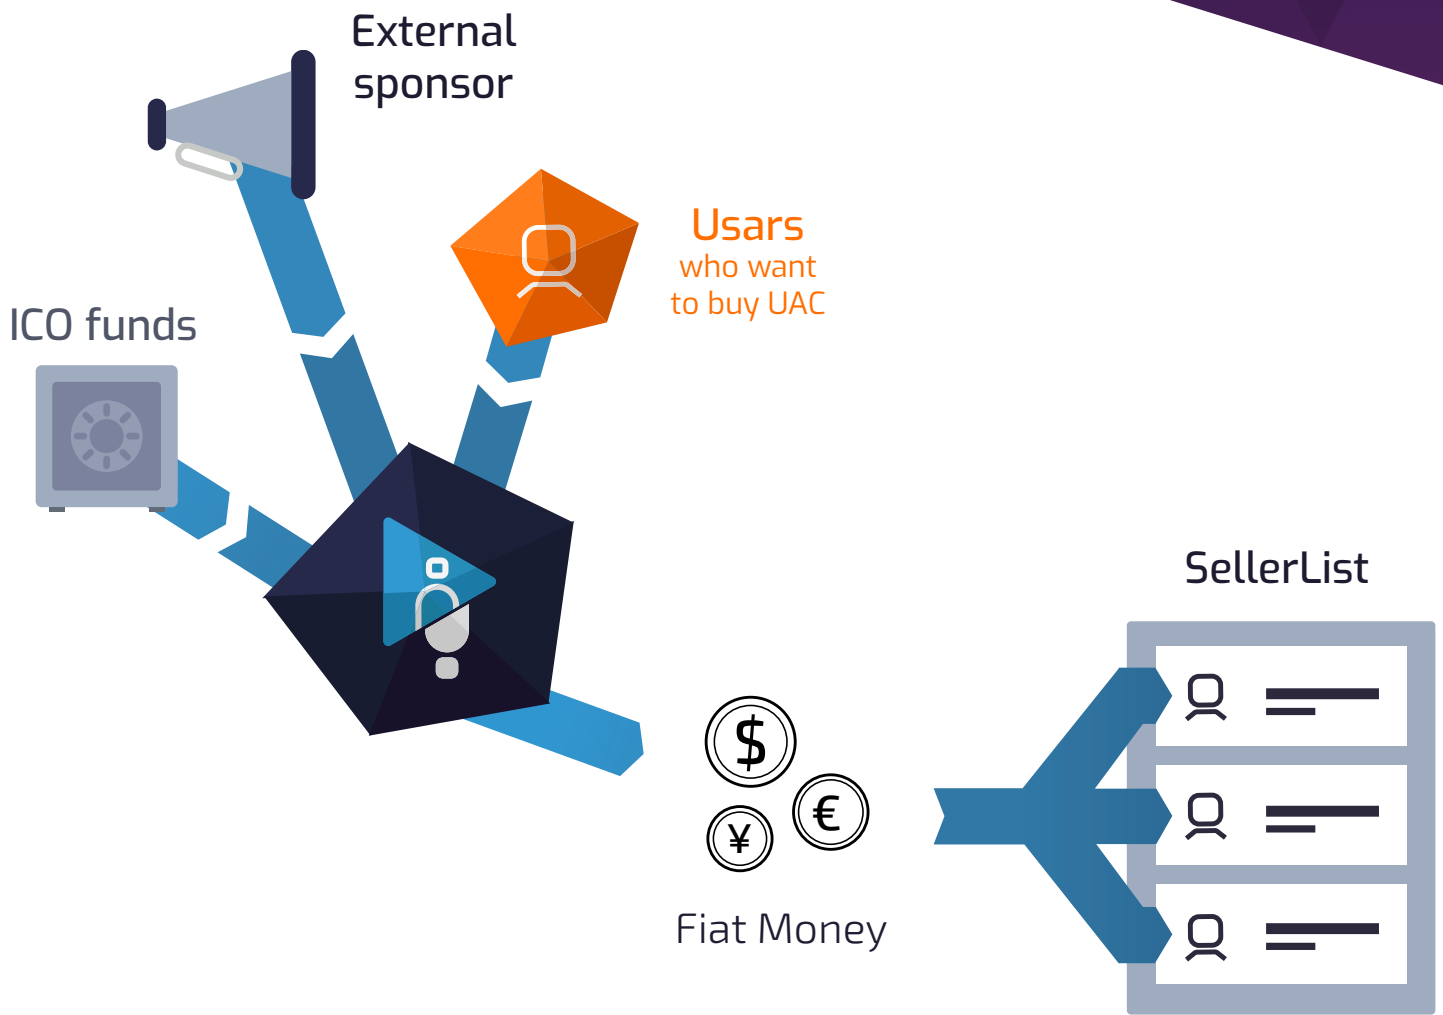 External
sponsor
Usars
who want
to buy UAC
ICO funds
SellerList
$
€
¥
Fiat Money